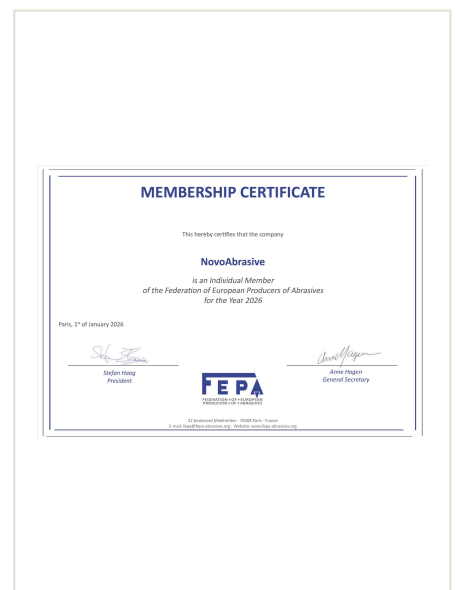 MEMBERSHIP CERTIFICATE
This hereby certifies that the company
NovoAbrasive
is an Individual Member
of the Federation of European Producers of Abrasives
for the Year 2026
Paris, 1st of January 2026
Stefan Haag
President
Anne Hagen
General Secretary
FEPA
FEDERATION • OF • EUROPEAN
PRODUCERS • OF • ABRASIVES
22 boulevard Malesherbes - 75008 Paris - France
E-mail: fepa@fepa-abrasives.org - Website: www.fepa-abrasives.org